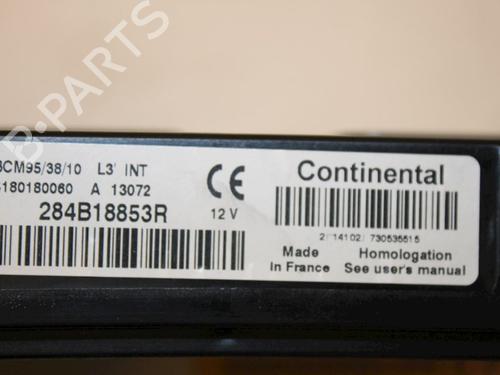 B-PARTS
BCM95/38/10 L3' INT
S180180060 A 13072
284B18853R
12 V
CE
Continental
2 14102 730535515
Made
In France
Homologation
See user's manual